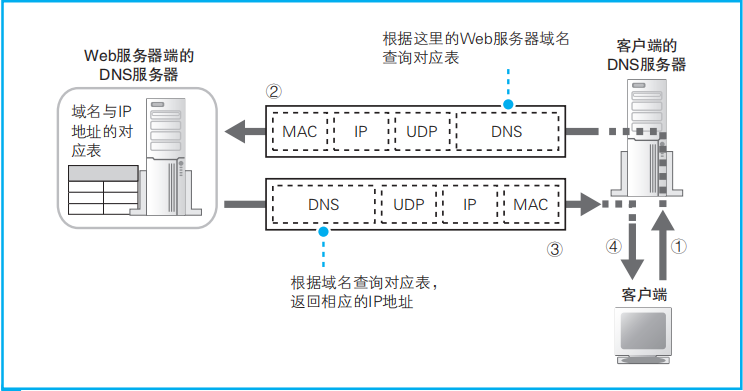 根据这里的Web服务器域名
查询对应表
客户端的
DNS服务器
Web服务器端的
DNS服务器
②
域名与IP
地址的对
应表
MAC IP UDP DNS
DNS UDP IP MAC
③
④ ①
根据域名查询对应表，
返回相应的IP地址
客户端